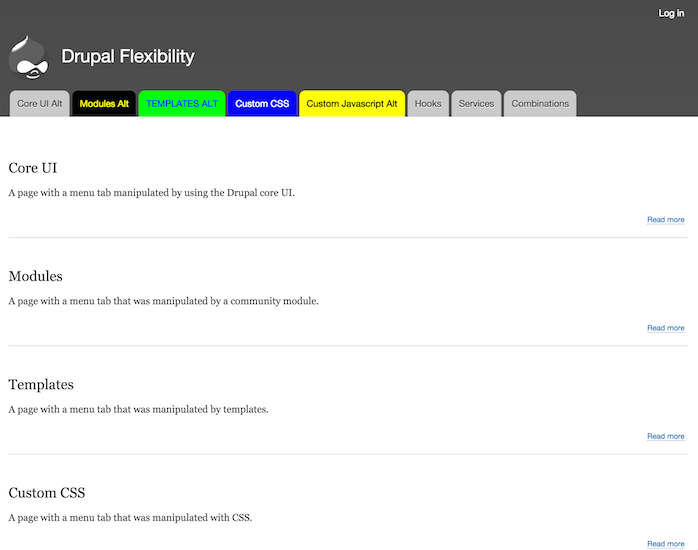 Log in
Drupal Flexibility
Core UI Alt Modules Alt TEMPLATES ALT Custom CSS Custom Javascript Alt Hooks Services Combinations
Core UI
A page with a menu tab manipulated by using the Drupal core UI.
Read more
Modules
A page with a menu tab that was manipulated by a community module.
Read more
Templates
A page with a menu tab that was manipulated by templates.
Read more
Custom CSS
A page with a menu tab that was manipulated with CSS.
Read more